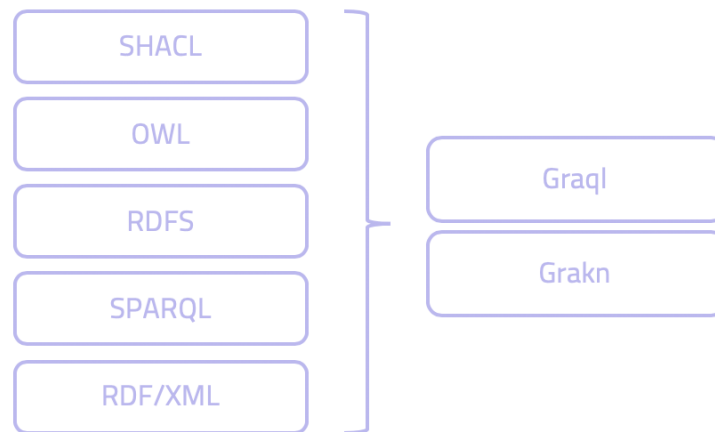 SHACL
OWL
RDFS
SPARQL
RDF/XML
Graql
Grakn